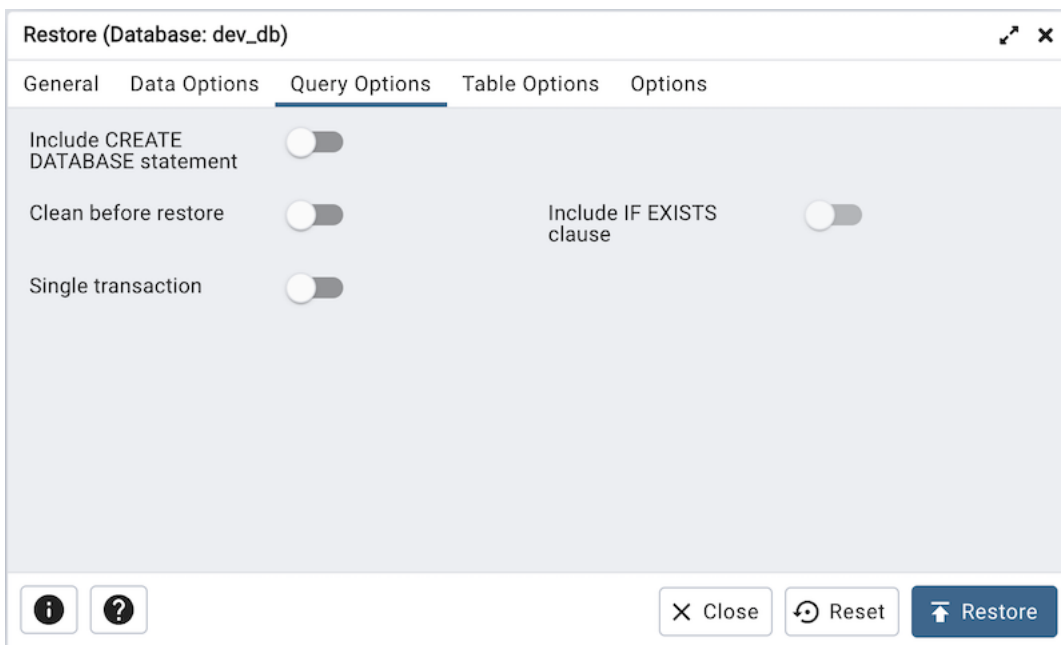 Restore (Database: dev_db)
General Data Options Query Options Table Options Options
Include CREATE
DATABASE statement
Clean before restore
Include IF EXISTS
clause
Single transaction
Close Reset Restore